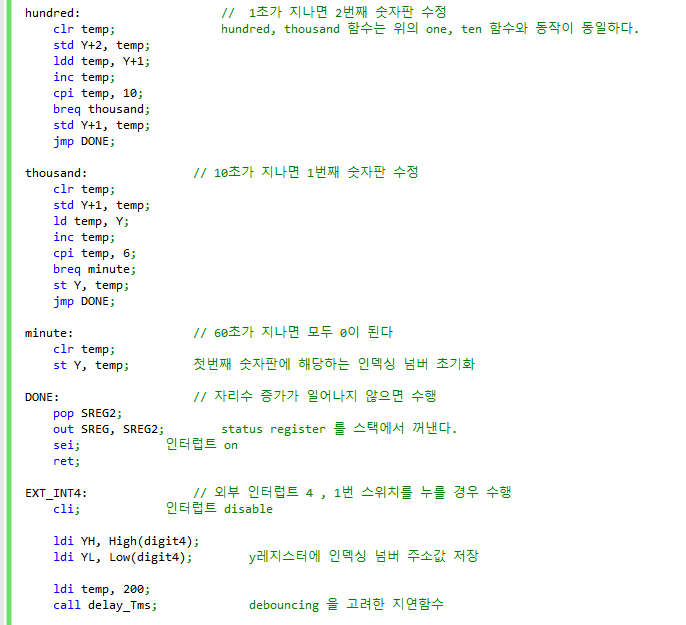 hundred: // 1초가 지나면 2번째 숫자판 수정
clr temp; hundred, thousand 함수는 위의 one, ten 함수와 동작이 동일하다.
std Y+2, temp;
ldd temp, Y+1;
inc temp;
cpi temp, 10;
breq thousand;
std Y+1, temp;
jmp DONE;
thousand: // 10초가 지나면 1번째 숫자판 수정
clr temp;
std Y+1, temp;
ld temp, Y;
inc temp;
cpi temp, 6;
breq minute;
st Y, temp;
jmp DONE;
minute: // 60초가 지나면 모두 0이 된다
clr temp;
st Y, temp; 첫번째 숫자판에 해당하는 인덱싱 넘버 초기화
DONE: // 자리수 증가가 일어나지 않으면 수행
pop SREG2;
out SREG, SREG2; status register 를 스택에서 꺼낸다.
sei; 인터럽트 on
ret;
EXT_INT4: // 외부 인터럽트 4 , 1번 스위치를 누를 경우 수행
cli; 인터럽트 disable
ldi YH, High(digit4);
ldi YL, Low(digit4); y레지스터에 인덱싱 넘버 주소값 저장
ldi temp, 200;
call delay_Tms; debouncing 을 고려한 지연함수